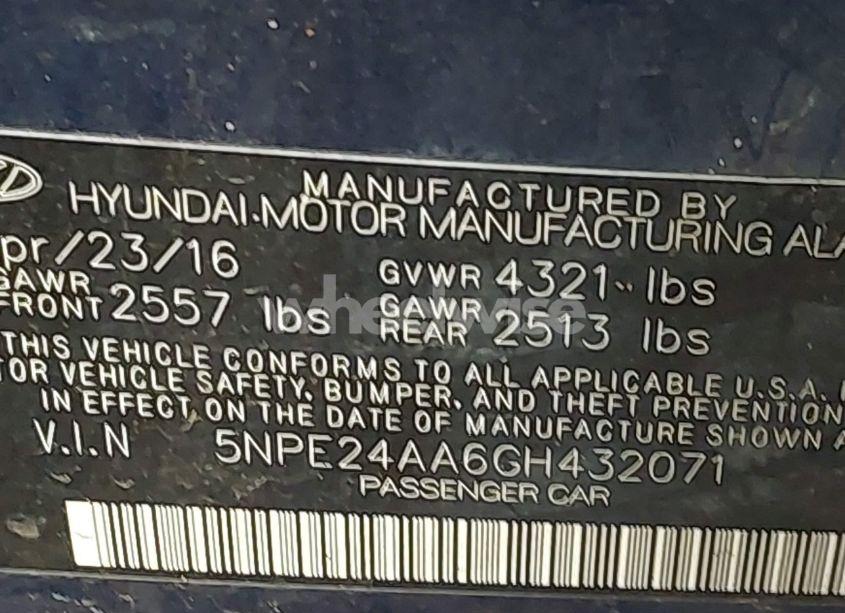 MANUFACTURED BY
HYUNDAI MOTOR MANUFACTURING ALA
pr/23/16 GVWR 4321 lbs
GAWR FRONT 2557 lbs GAWR REAR 2513 lbs
THIS VEHICLE CONFORMS TO ALL APPLICABLE U.S.A.
TOR VEHICLE SAFETY, BUMPER, AND THEFT PREVENTION
IN EFFECT ON THE DATE OF MANUFACTURE SHOWN A
V.I.N 5NPE24AA6GH432071
PASSENGER CAR
wheelwise